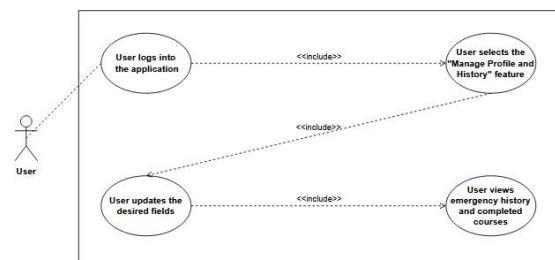 User logs into
the application
<<include>>
User selects the
"Manage Profile and
History" feature
<<include>>
User
User updates the
desired fields
<<include>>
User views
emergency history
and completed
courses